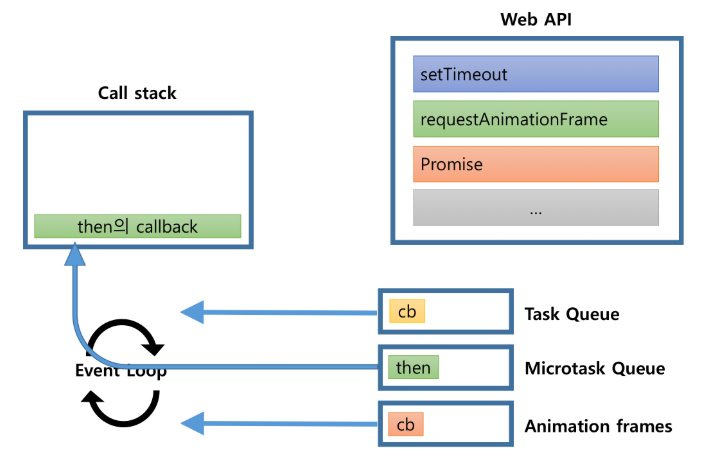 Web API
setTimeout
requestAnimationFrame
Promise
...
Call stack
then의 callback
Event Loop
cb
Task Queue
then
Microtask Queue
cb
Animation frames